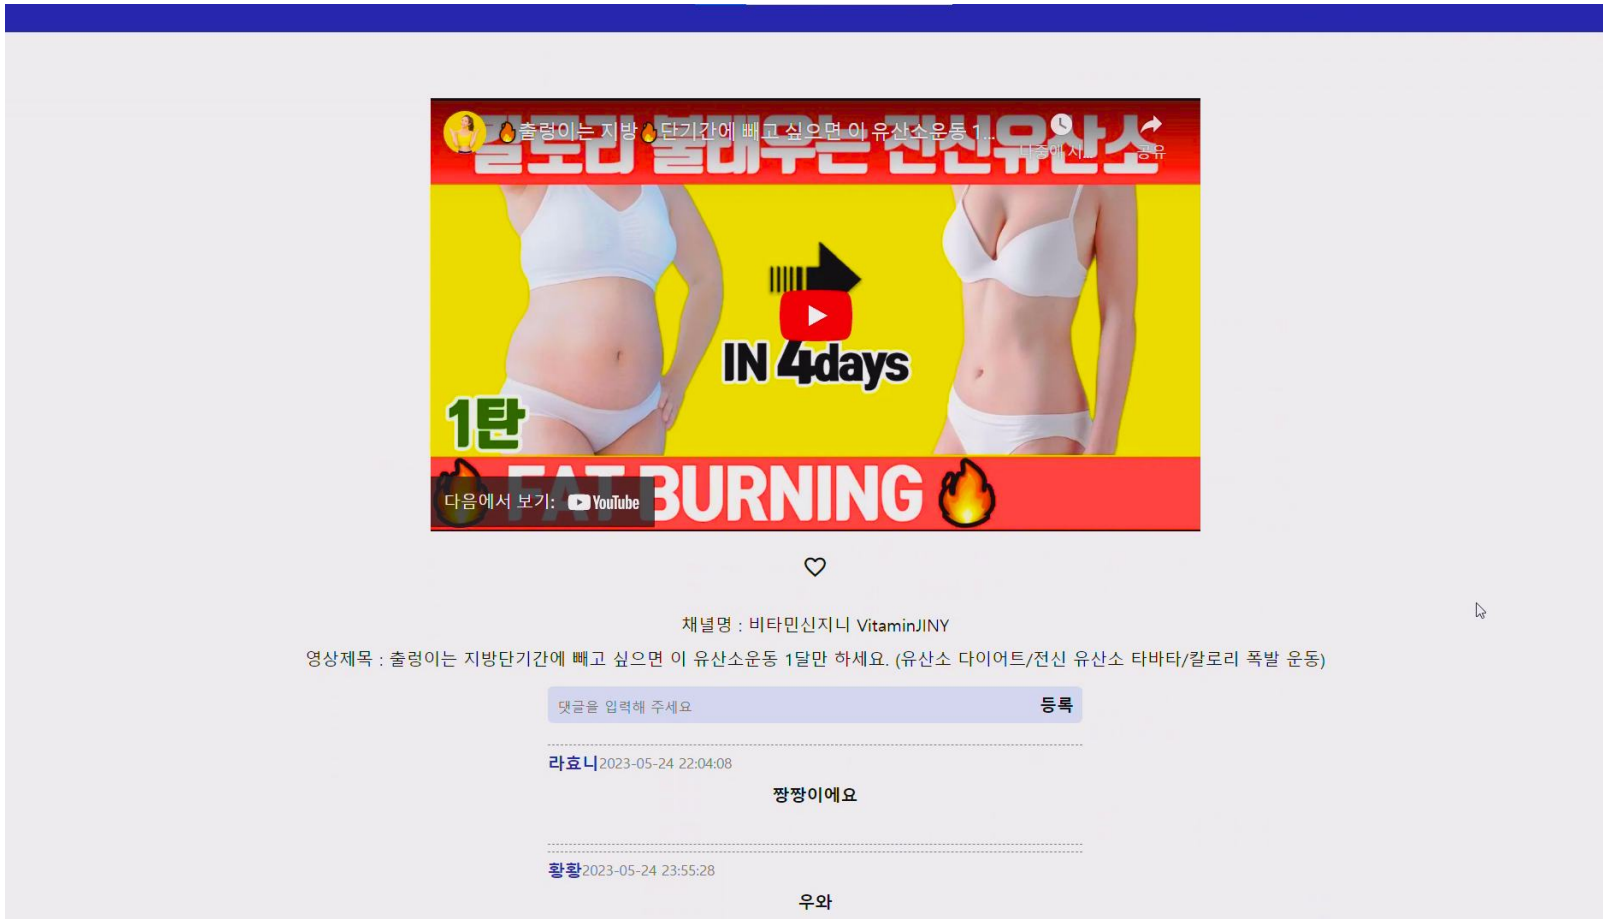 🔥출렁이는 지방🔥단기간에 빼고 싶으면 이 유산소운동 1...
칼로리 불태우는 전신유산소
나중에 시...
공유
IN 4days
1탄
🔥 FAT BURNING 🔥
다음에서 보기: YouTube
채널명 : 비타민신지니 VitaminJINY
영상제목 : 출렁이는 지방단기간에 빼고 싶으면 이 유산소운동 1달만 하세요. (유산소 다이어트/전신 유산소 타바타/칼로리 폭발 운동)
댓글을 입력해 주세요 등록
라효니2023-05-24 22:04:08
짱짱이에요
황황2023-05-24 23:55:28
우와